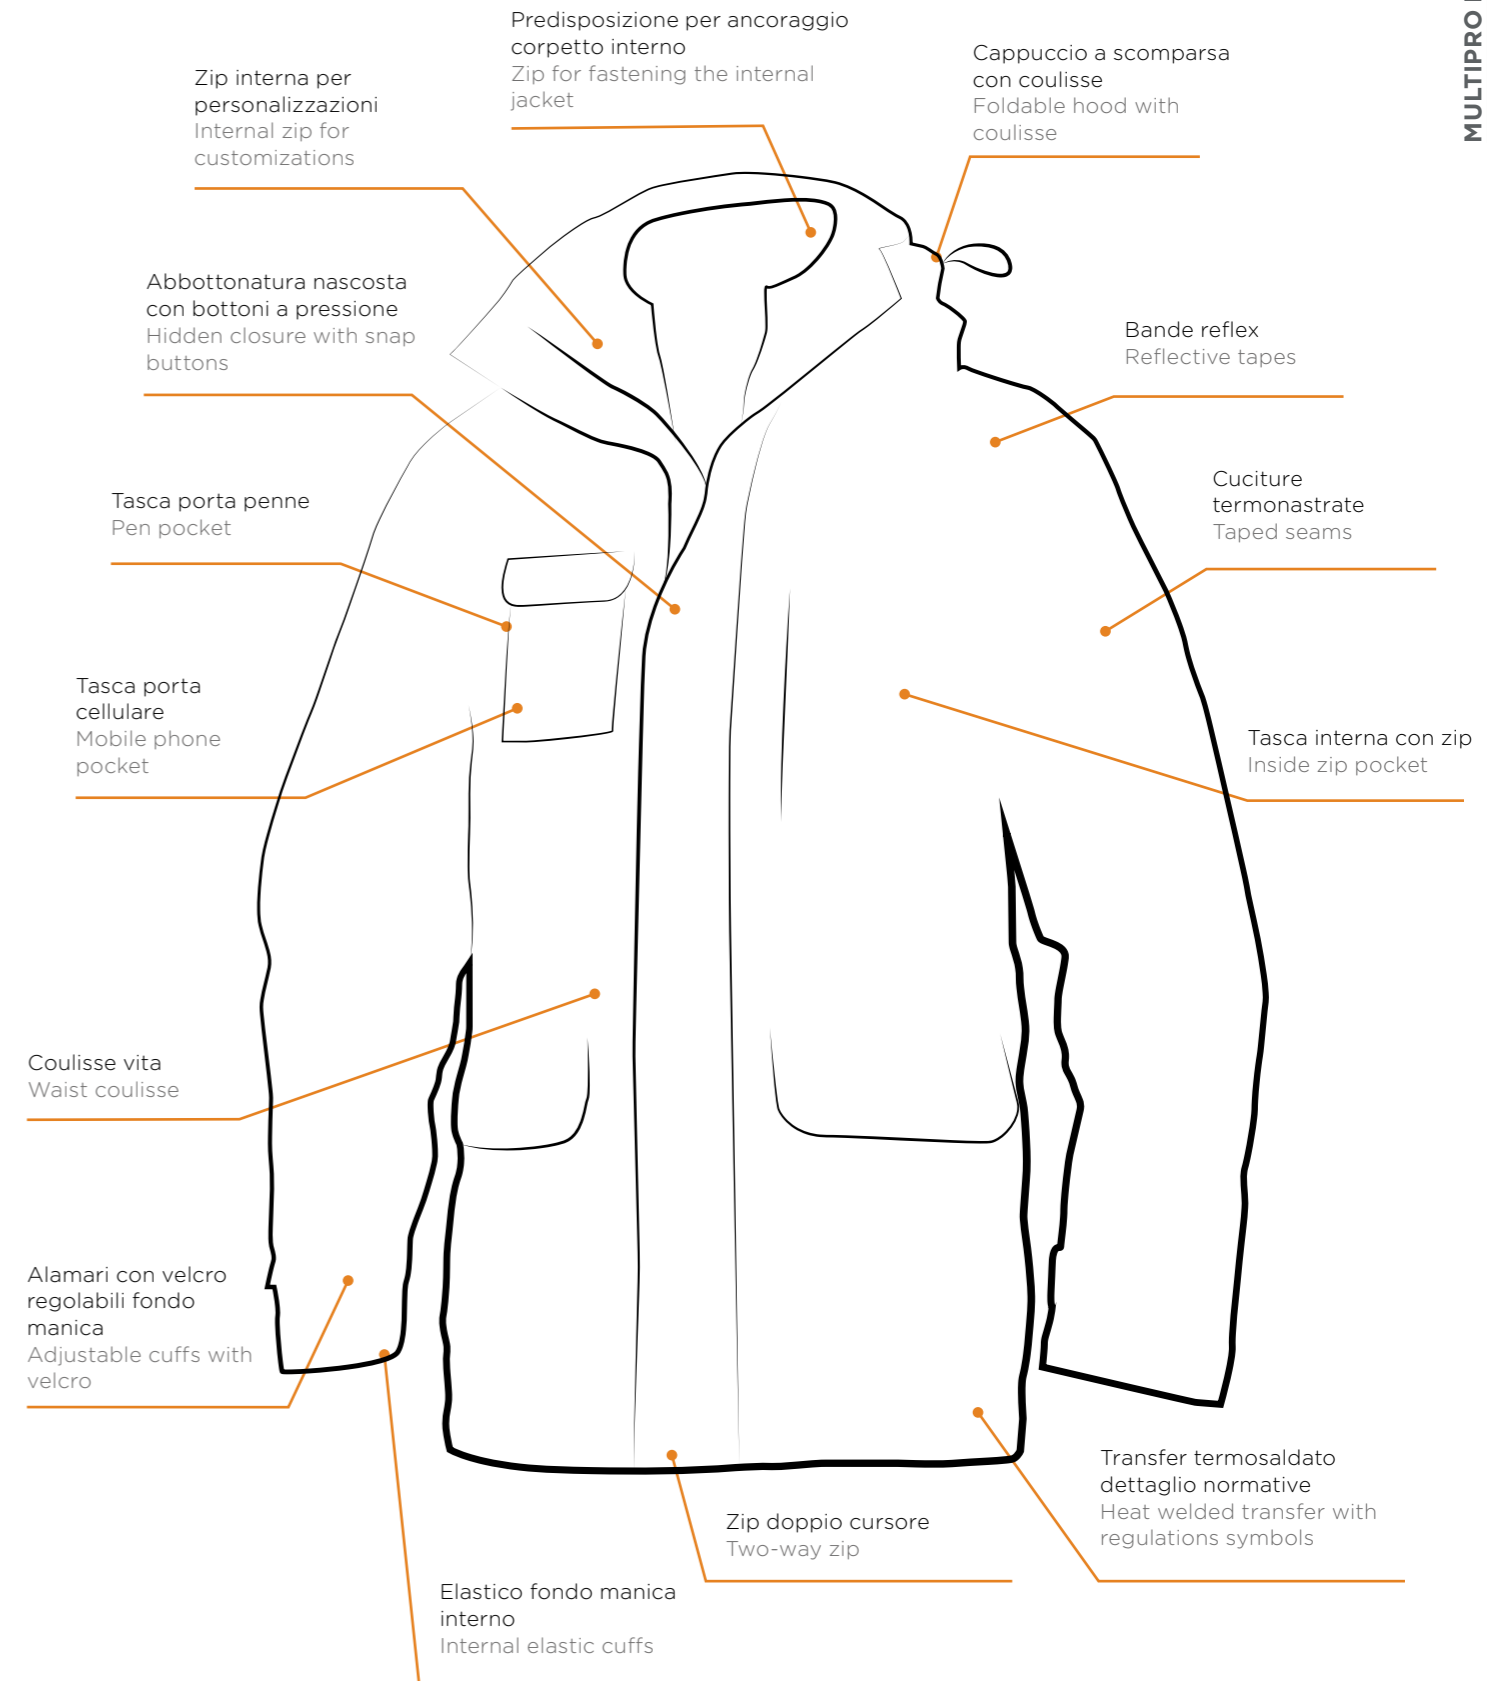 Predisposizione per ancoraggio
corpetto interno
Zip for fastening the internal
jacket
Cappuccio a scomparsa
con coulisse
Foldable hood with
coulisse
MULTIPRO
Zip interna per
personalizzazioni
Internal zip for
customizations
Abbottonatura nascosta
con bottoni a pressione
Hidden closure with snap
buttons
Bande reflex
Reflective tapes
Tasca porta penne
Pen pocket
Cuciture
termonastrate
Taped seams
Tasca porta
cellulare
Mobile phone
pocket
Tasca interna con zip
Inside zip pocket
Coulisse vita
Waist coulisse
Alamari con velcro
regolabili fondo
manica
Adjustable cuffs with
velcro
Transfer termosaldato
dettaglio normative
Heat welded transfer with
regulations symbols
Zip doppio cursore
Two-way zip
Elastico fondo manica
interno
Internal elastic cuffs